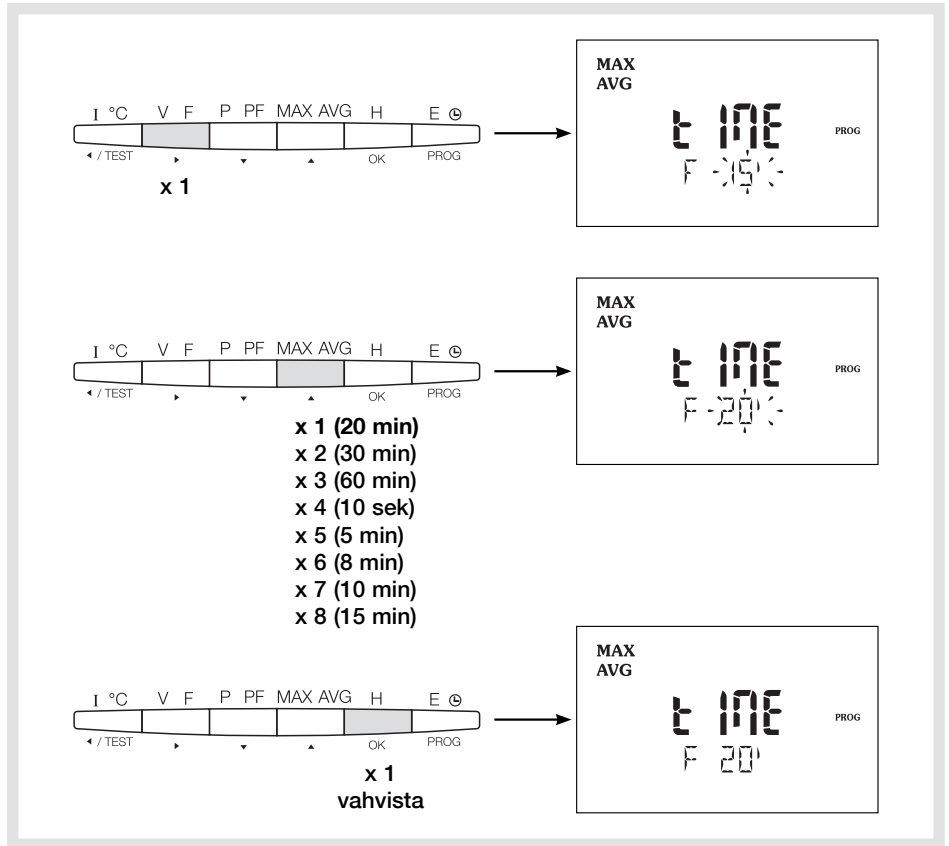 MAX
AVG
I °C V F P PF MAX AVG H E
tIME
PROG
◂ / TEST ▸ ▾ ▴ OK PROG
F 15'
x 1
MAX
AVG
I °C V F P PF MAX AVG H E
tIME
PROG
◂ / TEST ▸ ▾ ▴ OK PROG
F 20'
x 1 (20 min)
x 2 (30 min)
x 3 (60 min)
x 4 (10 sek)
x 5 (5 min)
x 6 (8 min)
x 7 (10 min)
x 8 (15 min)
MAX
AVG
I °C V F P PF MAX AVG H E
tIME
PROG
◂ / TEST ▸ ▾ ▴ OK PROG
F 20'
x 1
vahvista